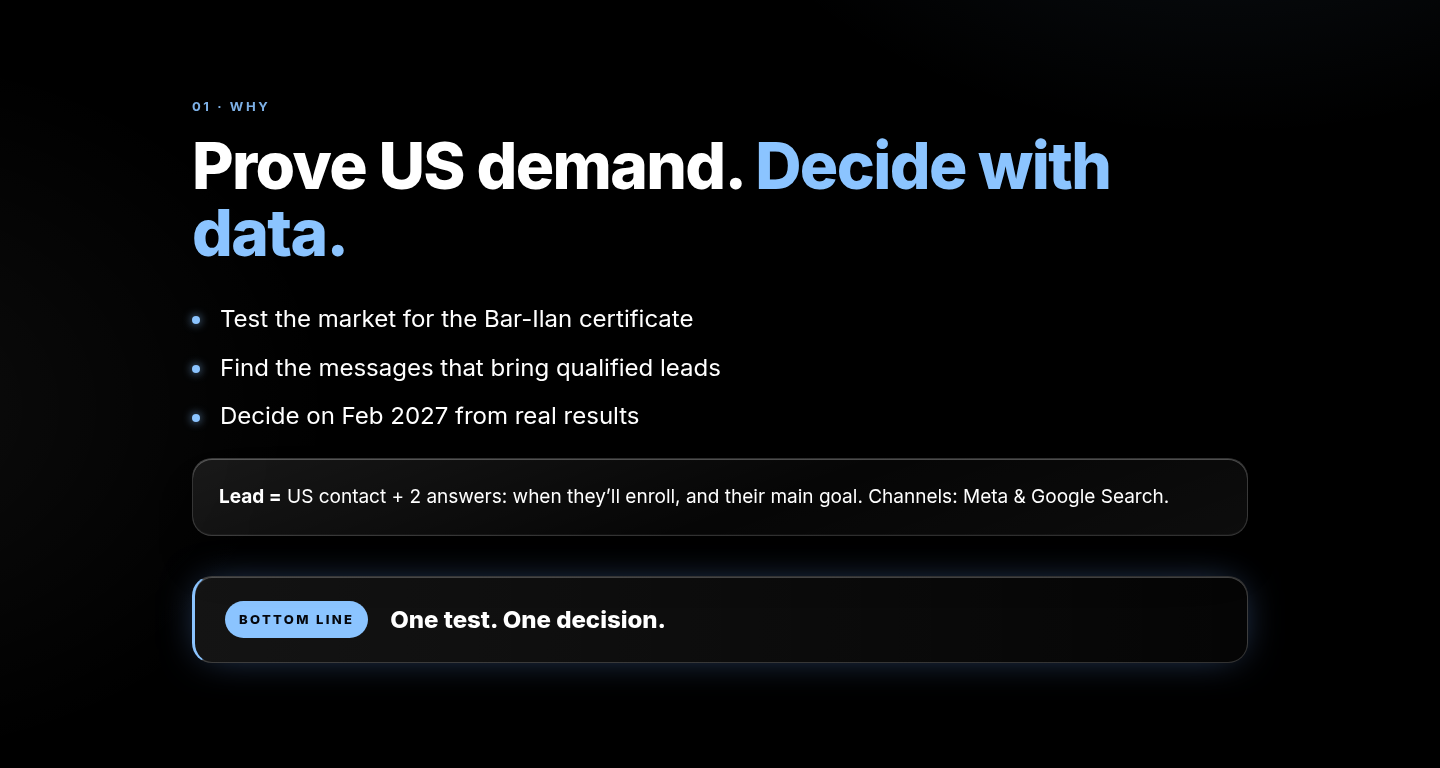 01 · WHY
Prove US demand. Decide with
data.
Test the market for the Bar-Ilan certificate
Find the messages that bring qualified leads
Decide on Feb 2027 from real results
Lead = US contact + 2 answers: when they’ll enroll, and their main goal. Channels: Meta & Google Search.
BOTTOM LINE One test. One decision.